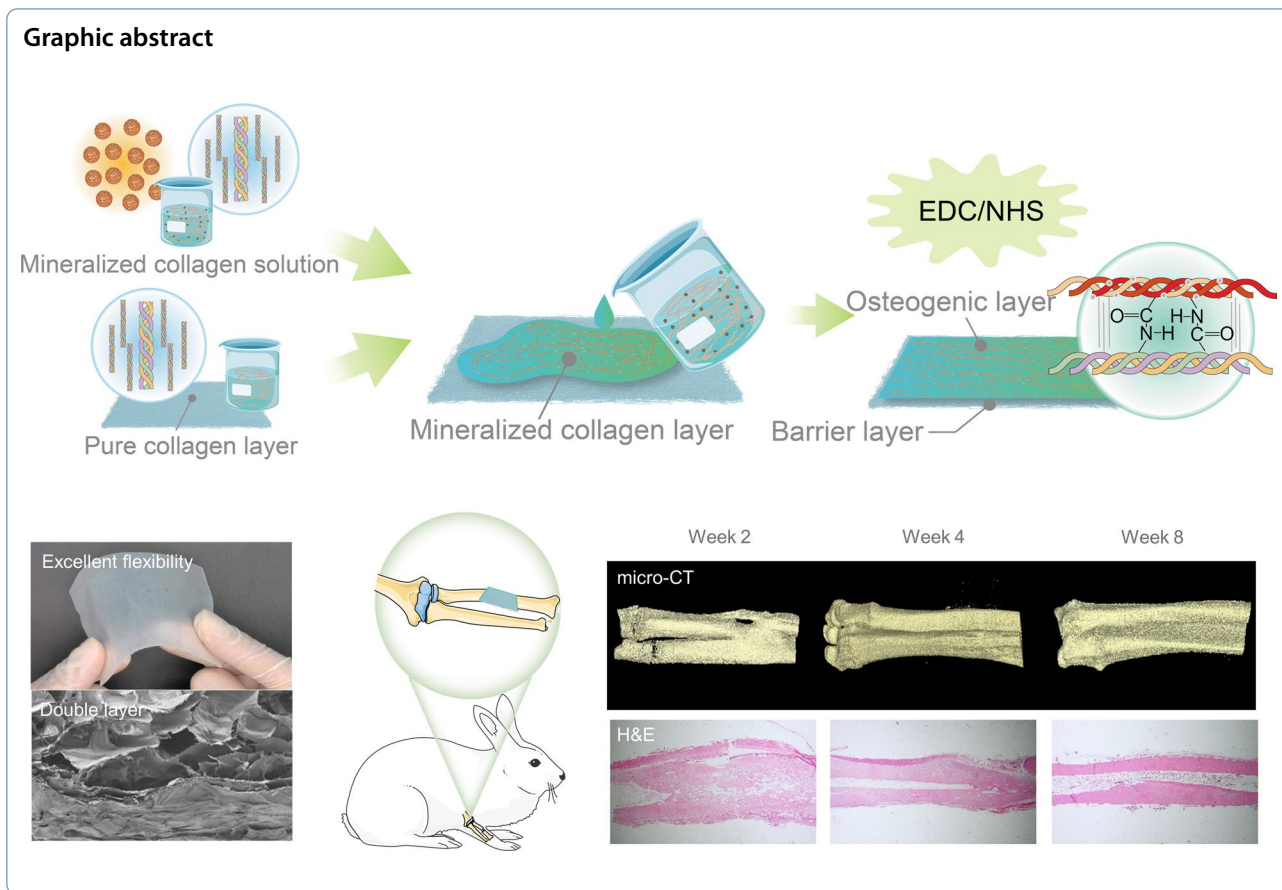 Graphic abstract
Mineralized collagen solution
Pure collagen layer
Mineralized collagen layer
EDC/NHS
Osteogenic layer
O=C H-N
N-H C=O
Barrier layer
Excellent flexibility
Double layer
Week 2 Week 4 Week 8
micro-CT
H&E